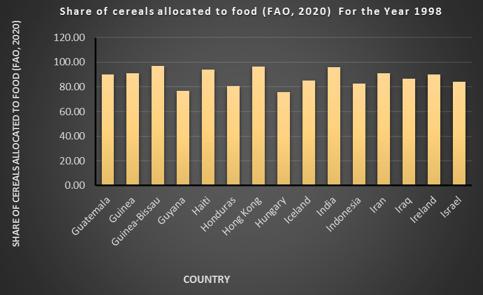 Share of cereals allocated to food (FAO, 2020)  For the Year 1998
SHARE OF CEREALS ALLOCATED TO FOOD (FAO, 2020)
120.00
100.00
80.00
60.00
40.00
20.00
0.00
Guatemala
Guinea
Guinea-Bissau
Guyana
Haiti
Honduras
Hong Kong
Hungary
Iceland
India
Indonesia
Iran
Iraq
Ireland
Israel
COUNTRY